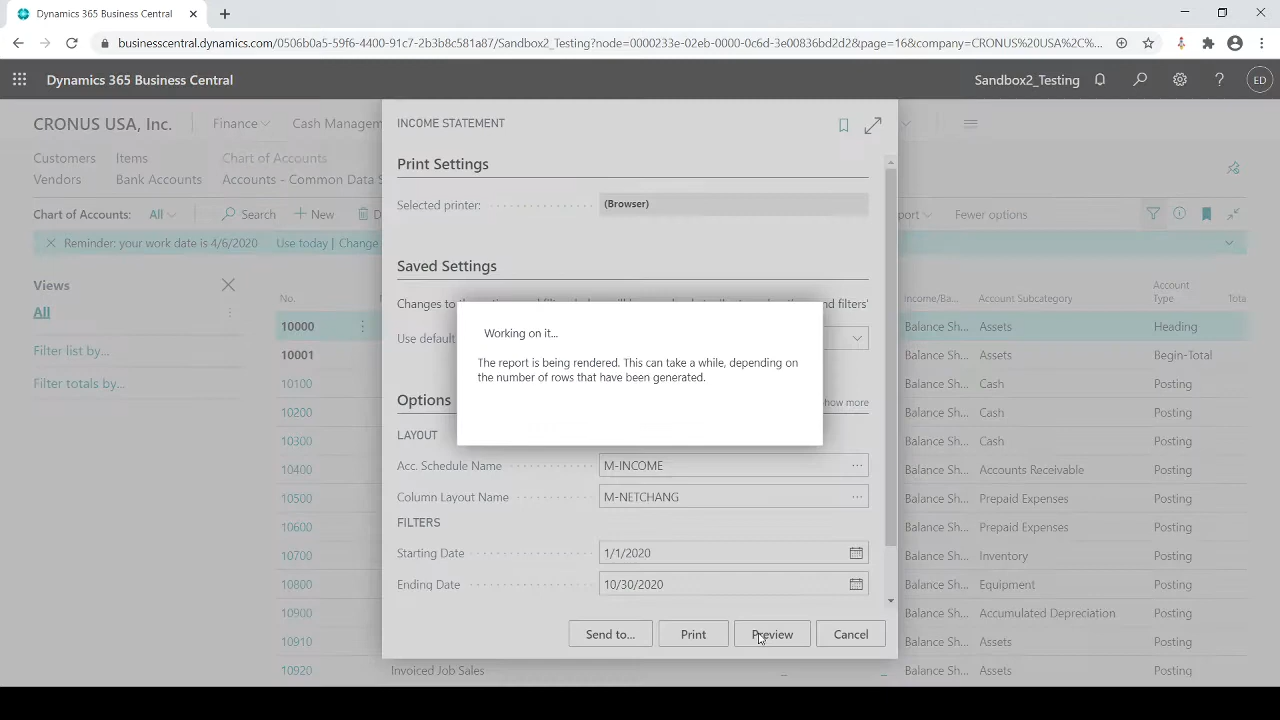 Dynamics 365 Business Central
businesscentral.dynamics.com/0506b0a5-59f6-4400-91c7-2b3b8c581a87/Sandbox2_Testing?node=0000233e-02eb-0000-0c6d-3e00836bd2d2&page=16&company=CRONUS%20USA%2C%...
Dynamics 365 Business Central
Sandbox2_Testing
ED
CRONUS USA, Inc.
Finance
Cash Managem
INCOME STATEMENT
Customers
Items
Chart of Accounts
Vendors
Bank Accounts
Accounts - Common Data S
Print Settings
Selected printer:
(Browser)
Chart of Accounts:
All
Search
New
D
port
Fewer options
Reminder: your work date is 4/6/2020
Use today | Change
Saved Settings
Views
All
Filter list by...
Filter totals by...
Use default
Working on it...
The report is being rendered. This can take a while, depending on
the number of rows that have been generated.
Options
how more
LAYOUT
Acc. Schedule Name
M-INCOME
Column Layout Name
M-NETCHANG
FILTERS
Starting Date
1/1/2020
Ending Date
10/30/2020
Send to...
Print
Preview
Cancel
No.
Income/Ba...
Account Subcategory
Account
Type
Tota
10000
Balance Sh...
Assets
Heading
10001
Balance Sh...
Assets
Begin-Total
10100
Balance Sh...
Cash
Posting
10200
Balance Sh...
Cash
Posting
10300
Balance Sh...
Cash
Posting
10400
Balance Sh...
Accounts Receivable
Posting
10500
Balance Sh...
Prepaid Expenses
Posting
10600
Balance Sh...
Prepaid Expenses
Posting
10700
Balance Sh...
Inventory
Posting
10800
Balance Sh...
Equipment
Posting
10900
Balance Sh...
Accumulated Depreciation
Posting
10910
Balance Sh...
Assets
Posting
10920
Invoiced Job Sales
Balance Sh...
Assets
Posting